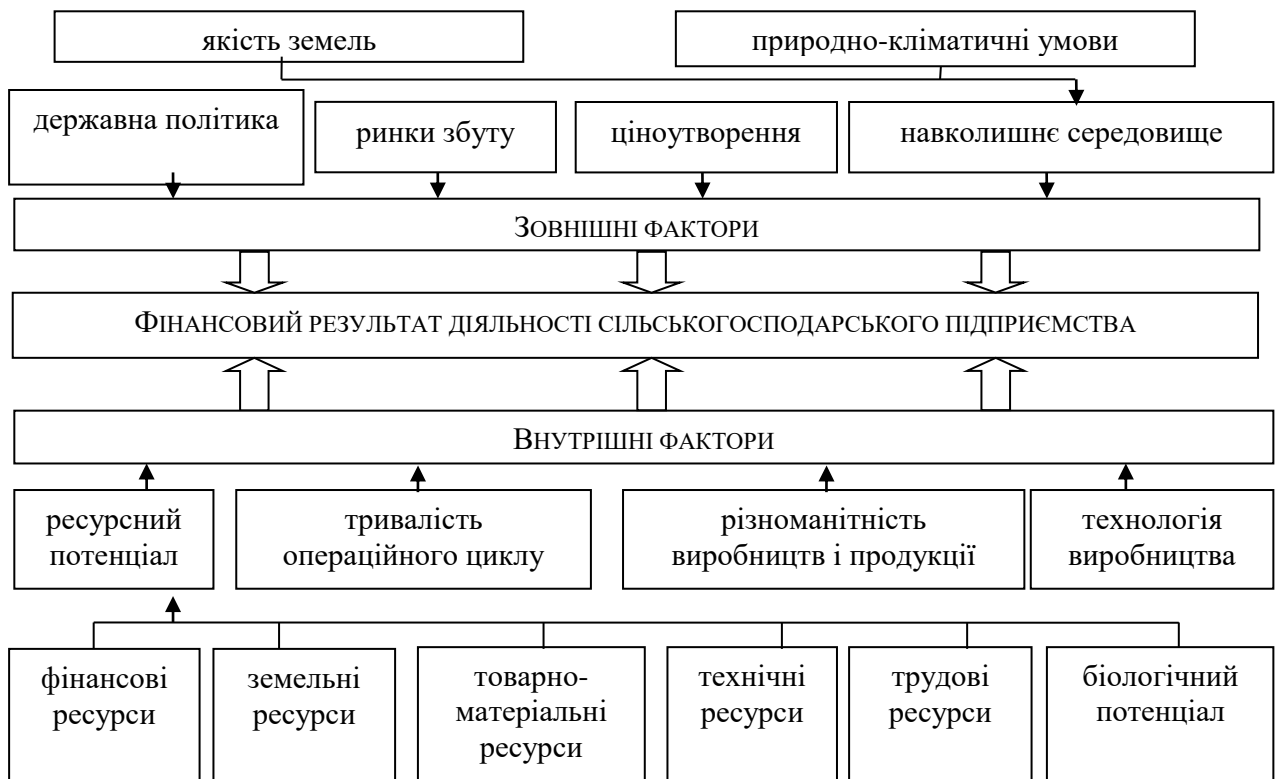 якість земель
природно-кліматичні умови
державна політика
ринки збуту
ціноутворення
навколишнє середовище
ЗОВНІШНІ ФАКТОРИ
ФІНАНСОВИЙ РЕЗУЛЬТАТ ДІЯЛЬНОСТІ СІЛЬСЬКОГОСПОДАРСЬКОГО ПІДПРИЄМСТВА
ВНУТРІШНІ ФАКТОРИ
ресурсний
потенціал
тривалість
операційного циклу
різноманітність
виробництв і продукції
технологія
виробництва
фінансові
ресурси
земельні
ресурси
товарно-
матеріальні
ресурси
технічні
ресурси
трудові
ресурси
біологічний
потенціал